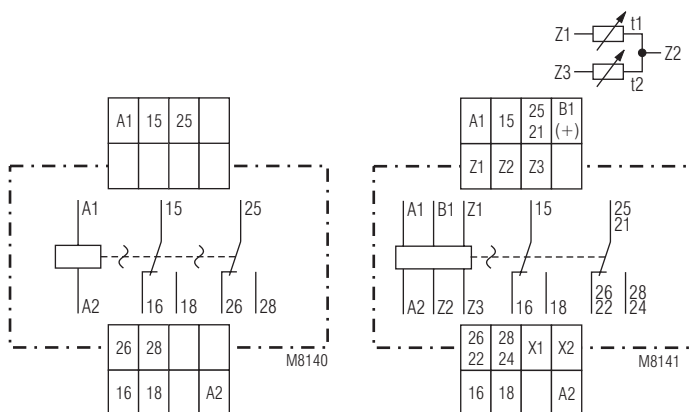 Z1 t1
Z2
Z3 t2
A1 15 25
A1 15 25 B1
21 (+)
Z1 Z2 Z3
A1 15 25
A2 16 18 26 28
A1 B1 Z1 15 25
21
A2 Z2 Z3 16 18 26 28
22 24
26 28
M8140
16 18 A2
26 28 X1 X2
22 24
M8141
16 18 A2